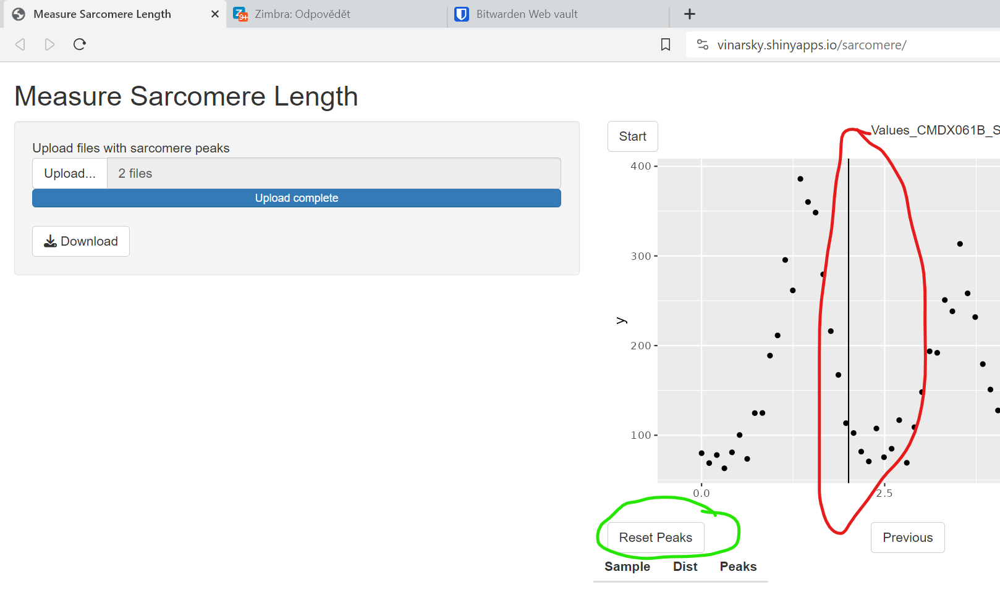 Measure Sarcomere Length
Zimbra: Odpovědět
Bitwarden Web vault
vinarsky.shinyapps.io/sarcomere/
Measure Sarcomere Length
Upload files with sarcomere peaks
Upload...
2 files
Upload complete
Download
Start
Values_CMDX061B_S
400
300
200
100
y
0.0
2.5
Reset Peaks
Previous
Sample Dist Peaks